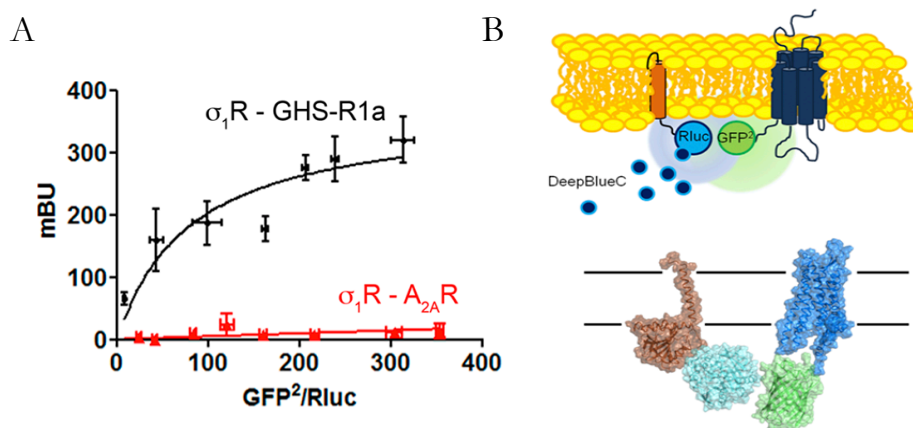 A
B
400
300
200
100
0
mBU
σ₁R - GHS-R1a
σ₁R - A₂AR
0
100
200
300
400
GFP²/Rluc
Rluc
GFP²
DeepBlueC